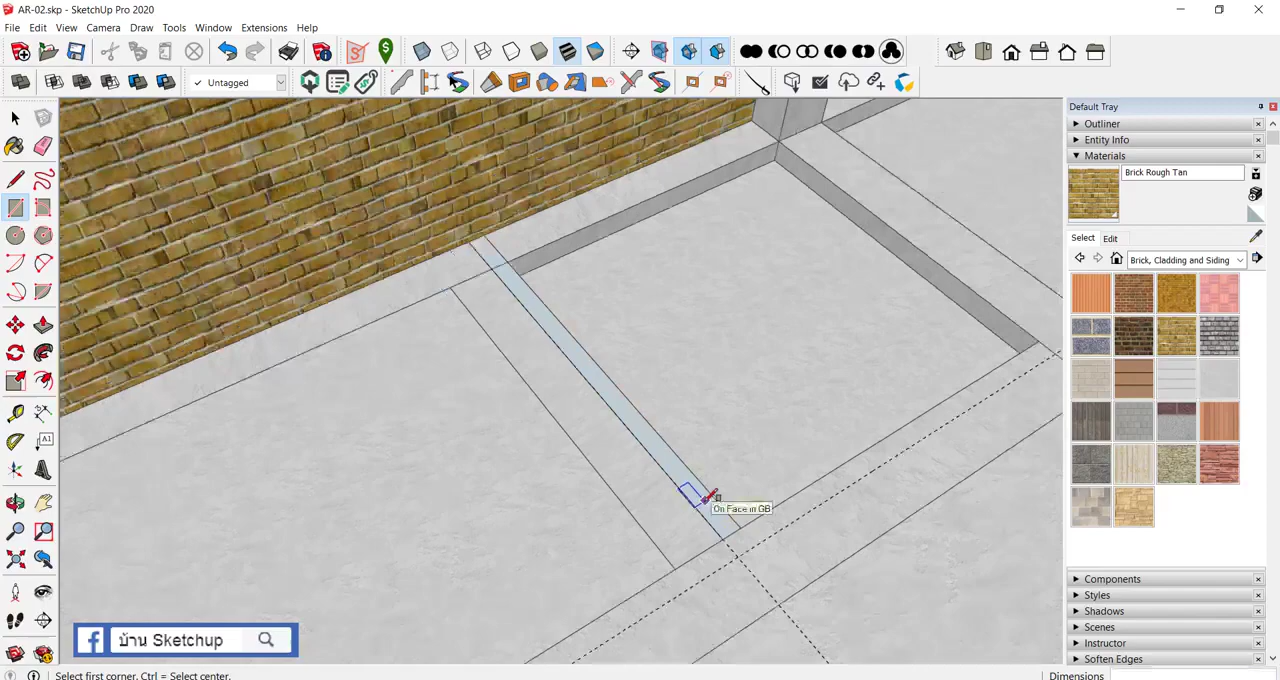 AR-02.skp - SketchUp Pro 2020
File Edit View Camera Draw Tools Window Extensions Help
Untagged
Default Tray
Outliner
Entity Info
Materials
Brick Rough Tan
Select Edit
Brick, Cladding and Siding
A1
On Face in GB
Components
Styles
Shadows
Scenes
Instructor
Soften Edges
f บ้าน Sketchup
Select first corner. Ctrl = Select center.
Dimensions